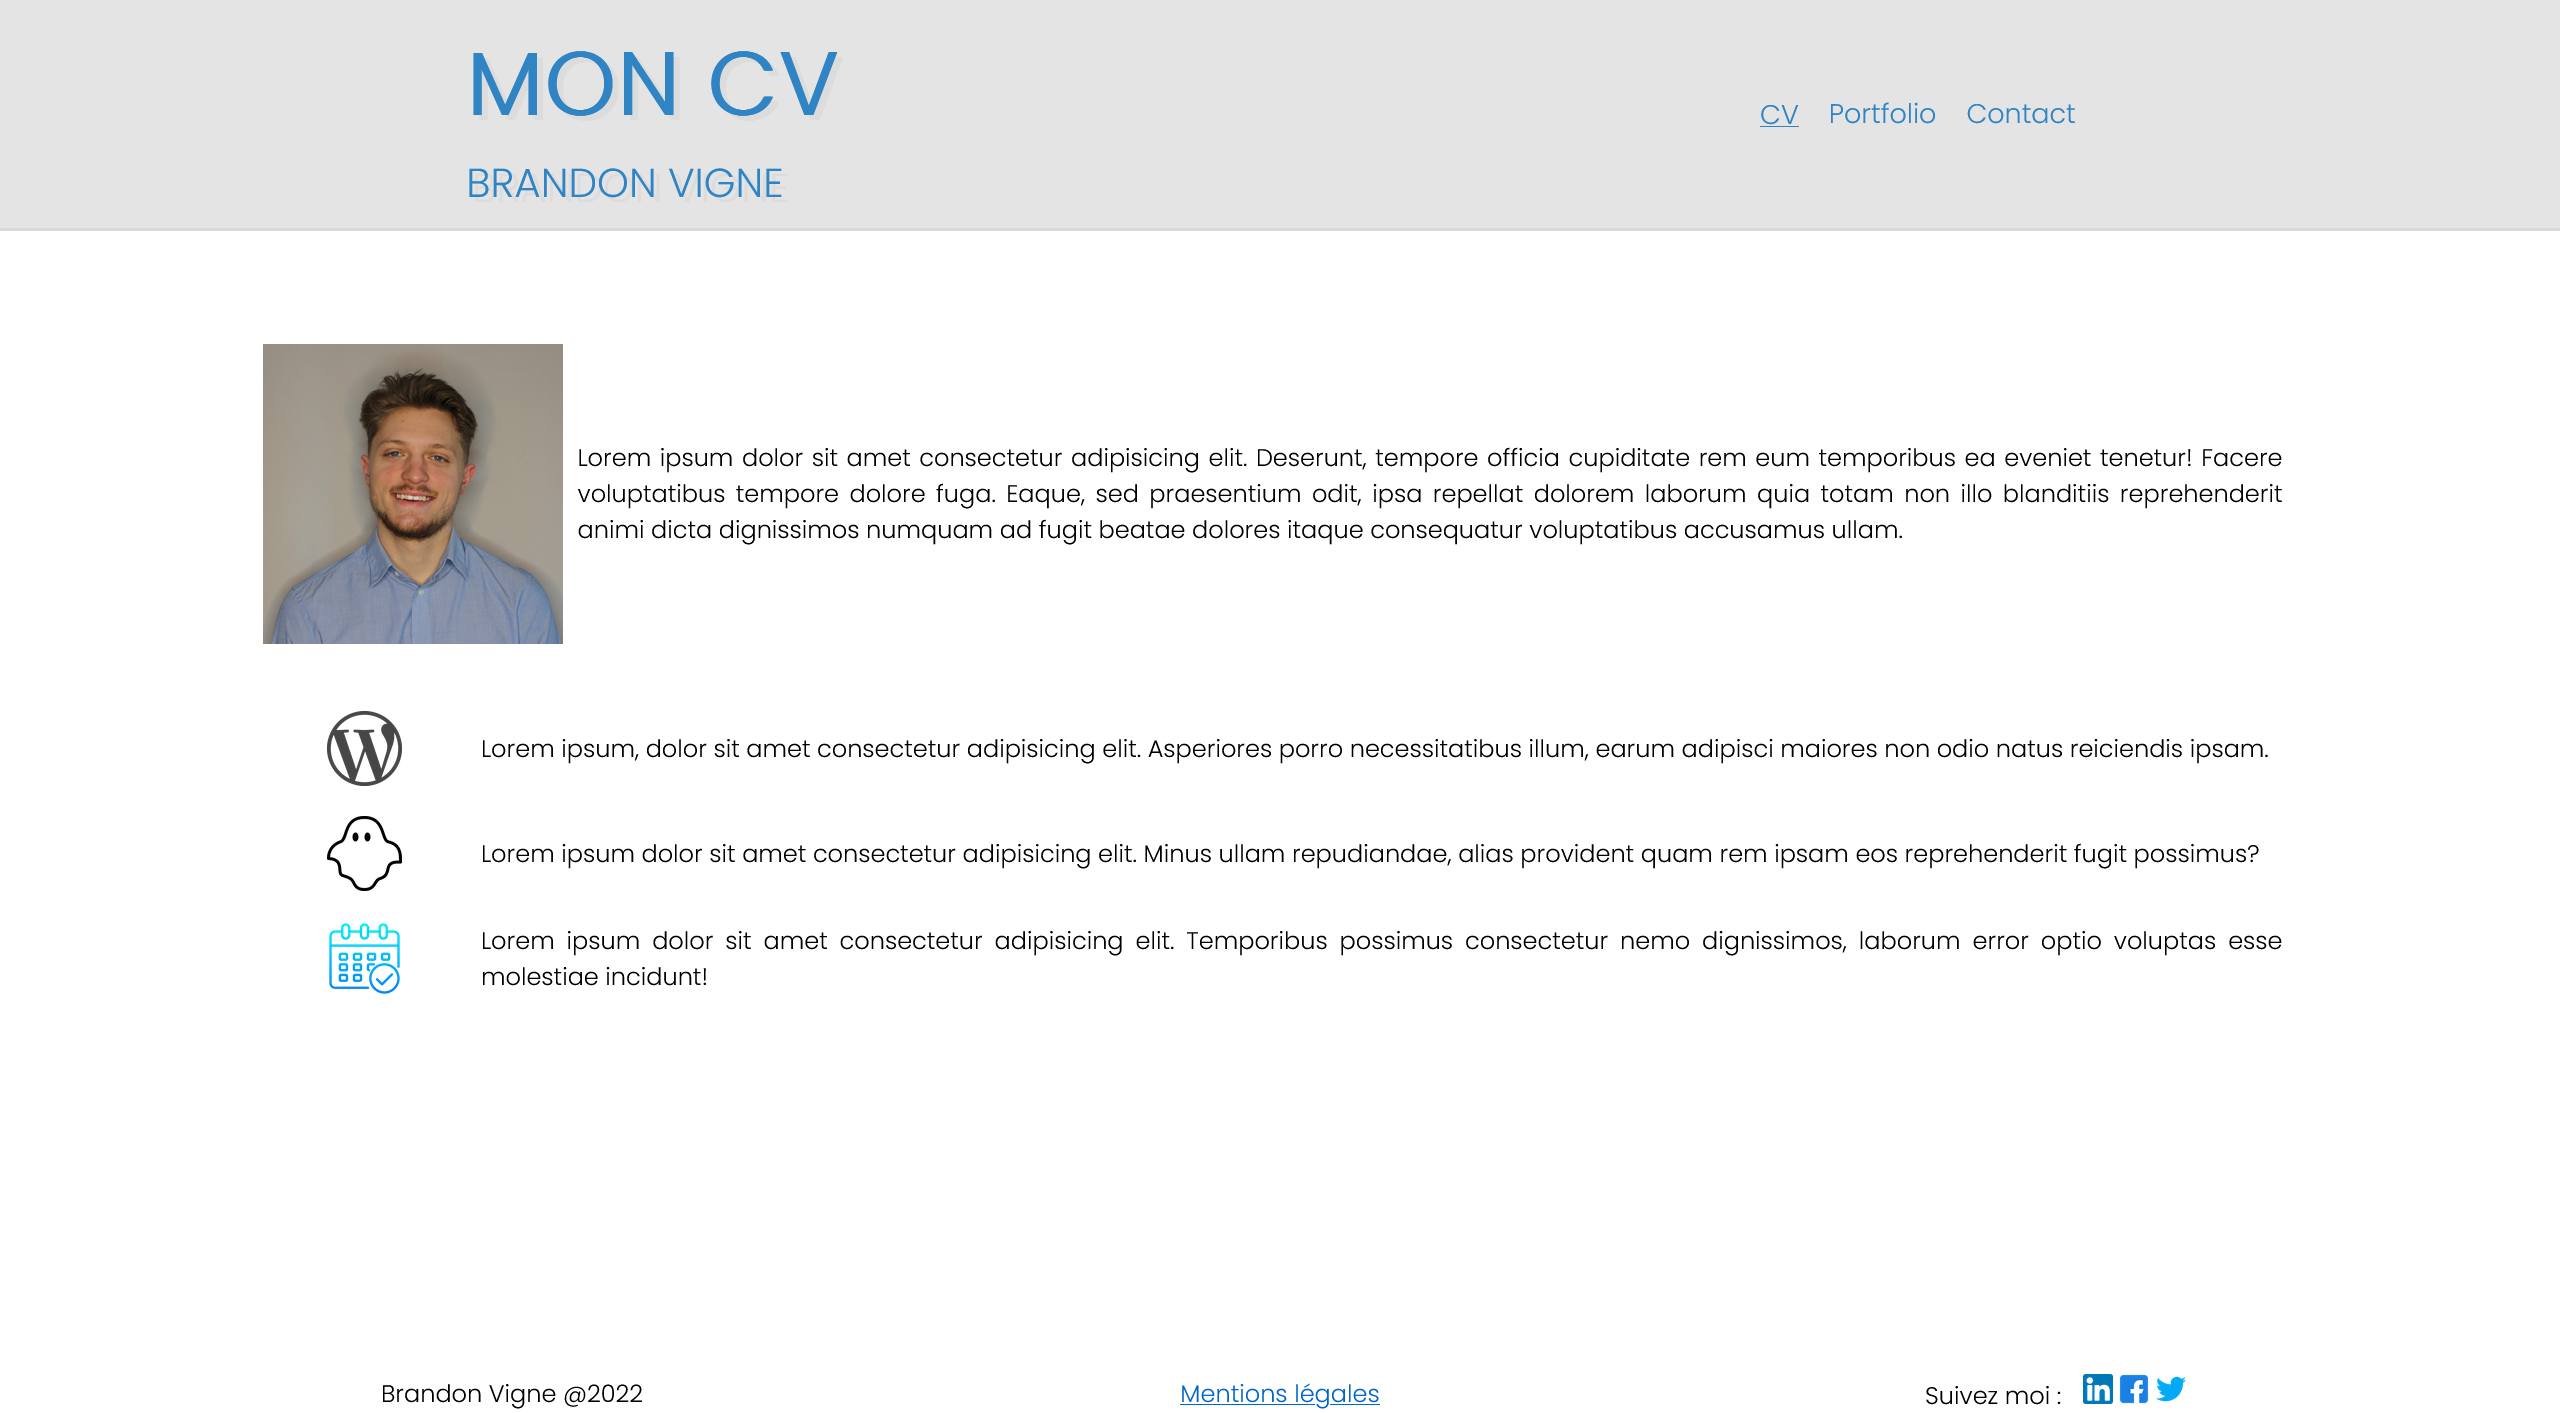 MON CV
BRANDON VIGNE
CV Portfolio Contact
Lorem ipsum dolor sit amet consectetur adipisicing elit. Deserunt, tempore officia cupiditate rem eum temporibus ea eveniet tenetur! Facere
voluptatibus tempore dolore fuga. Eaque, sed praesentium odit, ipsa repellat dolorem laborum quia totam non illo blanditiis reprehenderit
animi dicta dignissimos numquam ad fugit beatae dolores itaque consequatur voluptatibus accusamus ullam.
Lorem ipsum, dolor sit amet consectetur adipisicing elit. Asperiores porro necessitatibus illum, earum adipisci maiores non odio natus reiciendis ipsam.
Lorem ipsum dolor sit amet consectetur adipisicing elit. Minus ullam repudiandae, alias provident quam rem ipsam eos reprehenderit fugit possimus?
Lorem ipsum dolor sit amet consectetur adipisicing elit. Temporibus possimus consectetur nemo dignissimos, laborum error optio voluptas esse
molestiae incidunt!
Brandon Vigne @2022
Mentions légales
Suivez moi :